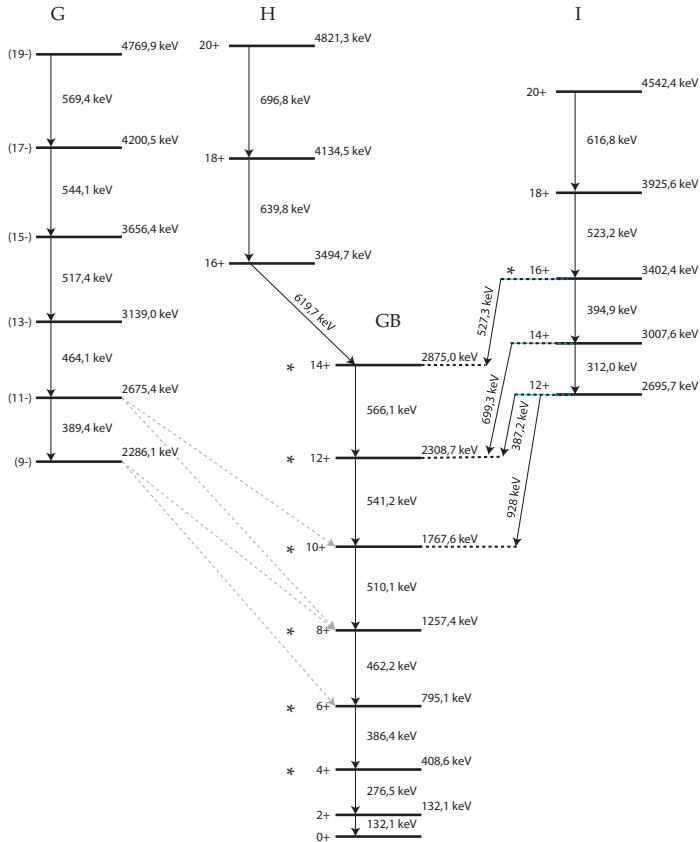 G
H
I
GB
(19-) 4769,9 keV
569,4 keV
(17-) 4200,5 keV
544,1 keV
(15-) 3656,4 keV
517,4 keV
(13-) 3139,0 keV
464,1 keV
(11-) 2675,4 keV
389,4 keV
(9-) 2286,1 keV
20+ 4821,3 keV
696,8 keV
18+ 4134,5 keV
639,8 keV
16+ 3494,7 keV
619,7 keV
* 14+ 2875,0 keV
566,1 keV
* 12+ 2308,7 keV
541,2 keV
* 10+ 1767,6 keV
510,1 keV
* 8+ 1257,4 keV
462,2 keV
* 6+ 795,1 keV
386,4 keV
* 4+ 408,6 keV
276,5 keV
2+ 132,1 keV
132,1 keV
0+
20+ 4542,4 keV
616,8 keV
18+ 3925,6 keV
523,2 keV
* 16+ 3402,4 keV
527,3 keV
394,9 keV
14+ 3007,6 keV
699,3 keV
312,0 keV
12+ 2695,7 keV
387,2 keV
928 keV